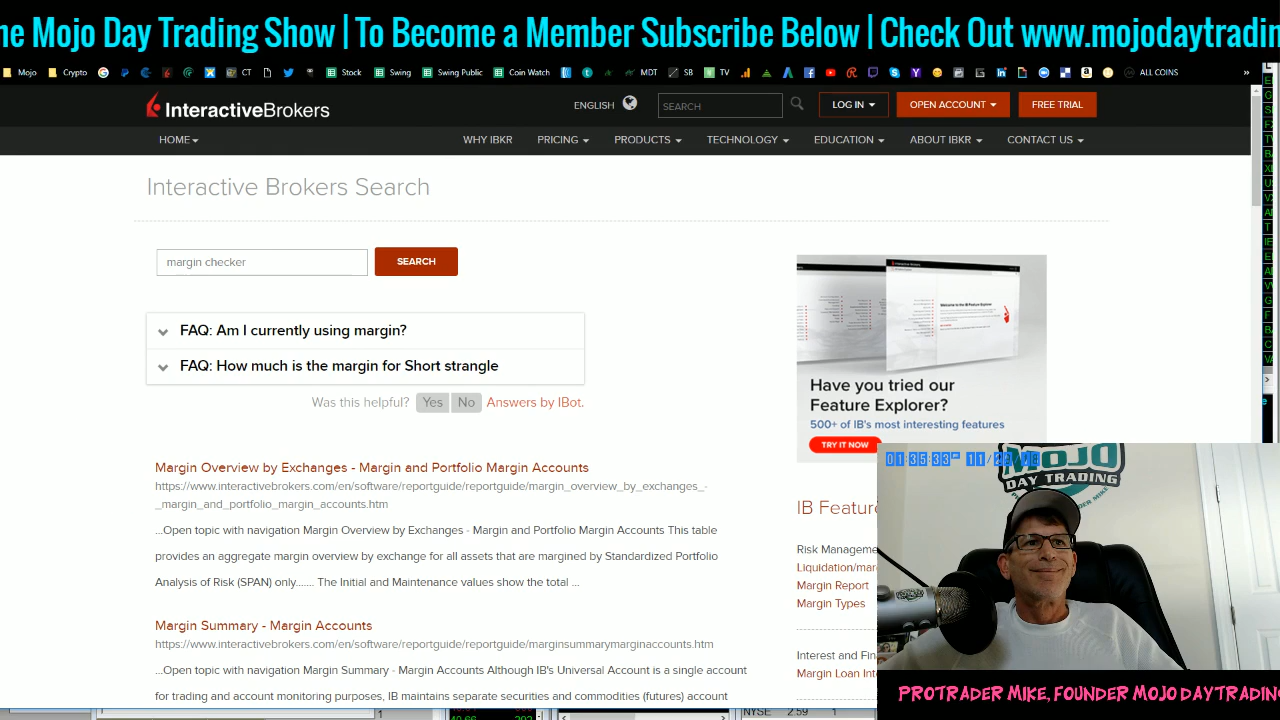 he Mojo Day Trading Show | To Become a Member Subscribe Below | Check Out www.mojodaytradin
Mojo Crypto CT Stock Swing Swing Public Coin Watch MDT SB TV ALL COINS »
InteractiveBrokers ENGLISH SEARCH LOG IN OPEN ACCOUNT FREE TRIAL
HOME WHY IBKR PRICING PRODUCTS TECHNOLOGY EDUCATION ABOUT IBKR CONTACT US
Interactive Brokers Search
margin checker SEARCH
FAQ: Am I currently using margin?
FAQ: How much is the margin for Short strangle
Was this helpful? Yes No Answers by IBot.
Margin Overview by Exchanges - Margin and Portfolio Margin Accounts
https://www.interactivebrokers.com/en/software/reportguide/reportguide/margin_overview_by_exchanges_-
_margin_and_portfolio_margin_accounts.htm
...Open topic with navigation Margin Overview by Exchanges - Margin and Portfolio Margin Accounts This table
provides an aggregate margin overview by exchange for all assets that are margined by Standardized Portfolio
Analysis of Risk (SPAN) only....... The Initial and Maintenance values show the total ...
Margin Summary - Margin Accounts
https://www.interactivebrokers.com/en/software/reportguide/reportguide/marginsummarymarginaccounts.htm
...Open topic with navigation Margin Summary - Margin Accounts Although IB's Universal Account is a single account
for trading and account monitoring purposes, IB maintains separate securities and commodities (futures) account
Have you tried our
Feature Explorer?
500+ of IB's most interesting features
TRY IT NOW
IB Featur
Risk Manageme
Liquidation/mar
Margin Report
Margin Types
Interest and Fin
Margin Loan Int
01:35:33
MOJO
DAY TRADING
PROTRADER MIKE, FOUNDER MOJO DAYTRADING
NYSE 2.59 1